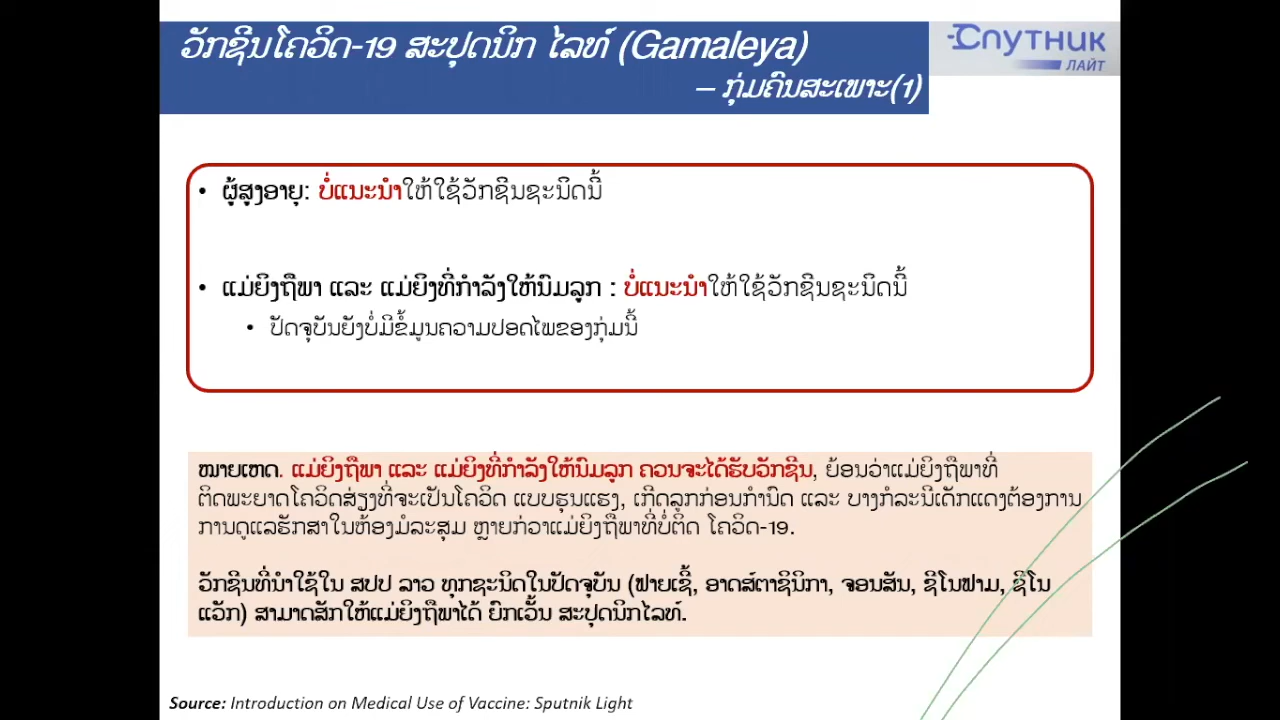 ວັກຊີນໂຄວິດ-19 ສະປຸດນິກ ໄລທ໌ (Gamaleya)
– ກຸ່ມຄົນສະເພາະ(1)
Спутник
ЛАЙТ
• ຜູ້ສູງອາຍຸ: ບໍ່ແນະນໍາໃຫ້ໃຊ້ວັກຊິນຊະນິດນີ້
• ແມ່ຍິງຖືພາ ແລະ ແມ່ຍິງທີ່ກໍາລັງໃຫ້ນົມລູກ : ບໍ່ແນະນໍາໃຫ້ໃຊ້ວັກຊີນຊະນິດນີ້
• ປັດຈຸບັນຍັງບໍ່ມີຂໍ້ມູນຄວາມປອດໄພຂອງກຸ່ມນີ້
ໝາຍເຫດ. ແມ່ຍິງຖືພາ ແລະ ແມ່ຍິງທີ່ກໍາລັງໃຫ້ນົມລູກ ຄວນຈະໄດ້ຮັບວັກຊີນ, ຍ້ອນວ່າແມ່ຍິງຖືພາທີ່
ຕິດພະຍາດໂຄວິດສ່ຽງທີ່ຈະເປັນໂຄວິດ ແບບຮຸນແຮງ, ເກີດລູກກ່ອນກໍານົດ ແລະ ບາງກໍລະນີເດັກແດງຕ້ອງການ
ການດູແລຮັກສາໃນຫ້ອງມໍລະສຸມ ຫຼາຍກ່ວາແມ່ຍິງຖືພາທີ່ບໍ່ຕິດ ໂຄວິດ-19.
ວັກຊີນທີ່ນໍາໃຊ້ໃນ ສປປ ລາວ ທຸກຊະນິດໃນປັດຈຸບັນ (ຟາຍເຊີ້, ອາດສ໌ຕາຊິນິກາ, ຈອນສັນ, ຊີໂນຟາມ, ຊີໂນ
ແວັກ) ສາມາດສັກໃຫ້ແມ່ຍິງຖືພາໄດ້ ຍົກເວັ້ນ ສະປຸດນິກໄລທ໌.
Source: Introduction on Medical Use of Vaccine: Sputnik Light